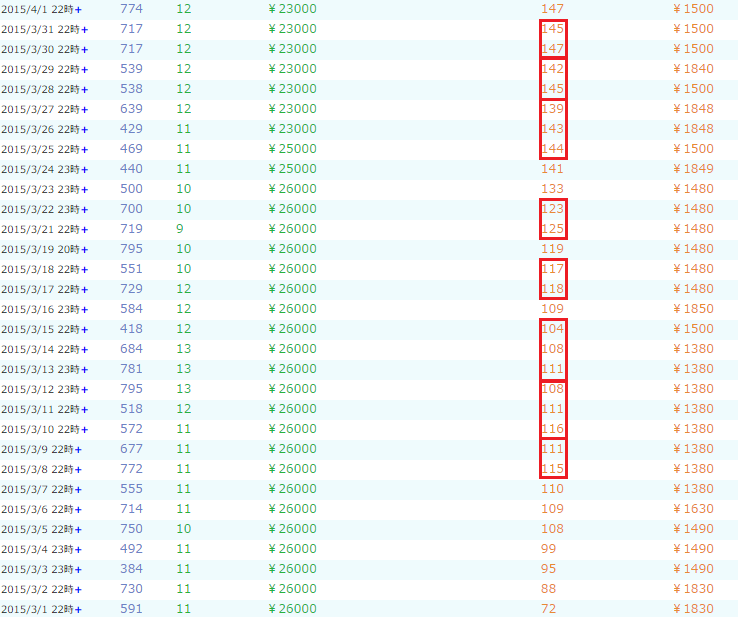 2015/4/1 22時+ 774 12 ￥23000 147 ￥1500
2015/3/31 22時+ 717 12 ￥23000 145 ￥1500
2015/3/30 22時+ 717 12 ￥23000 147 ￥1500
2015/3/29 22時+ 539 12 ￥23000 142 ￥1840
2015/3/28 22時+ 538 12 ￥23000 145 ￥1500
2015/3/27 22時+ 639 12 ￥23000 139 ￥1848
2015/3/26 22時+ 429 11 ￥23000 143 ￥1848
2015/3/25 22時+ 469 11 ￥25000 144 ￥1500
2015/3/24 23時+ 440 11 ￥25000 141 ￥1849
2015/3/23 23時+ 500 10 ￥26000 133 ￥1480
2015/3/22 23時+ 700 10 ￥26000 123 ￥1480
2015/3/21 22時+ 719 9 ￥26000 125 ￥1480
2015/3/19 20時+ 795 10 ￥26000 119 ￥1480
2015/3/18 22時+ 551 10 ￥26000 117 ￥1480
2015/3/17 22時+ 729 12 ￥26000 118 ￥1480
2015/3/16 23時+ 584 12 ￥26000 109 ￥1850
2015/3/15 22時+ 418 12 ￥26000 104 ￥1500
2015/3/14 22時+ 684 13 ￥26000 108 ￥1380
2015/3/13 23時+ 781 13 ￥26000 111 ￥1380
2015/3/12 23時+ 795 13 ￥26000 108 ￥1380
2015/3/11 22時+ 518 12 ￥26000 111 ￥1380
2015/3/10 22時+ 572 11 ￥26000 116 ￥1380
2015/3/9 22時+ 677 11 ￥26000 111 ￥1380
2015/3/8 22時+ 772 11 ￥26000 115 ￥1380
2015/3/7 22時+ 555 11 ￥26000 110 ￥1380
2015/3/6 22時+ 714 11 ￥26000 109 ￥1630
2015/3/5 22時+ 750 10 ￥26000 108 ￥1490
2015/3/4 23時+ 492 11 ￥26000 99 ￥1490
2015/3/3 23時+ 384 11 ￥26000 95 ￥1490
2015/3/2 22時+ 730 11 ￥26000 88 ￥1830
2015/3/1 22時+ 591 11 ￥26000 72 ￥1830